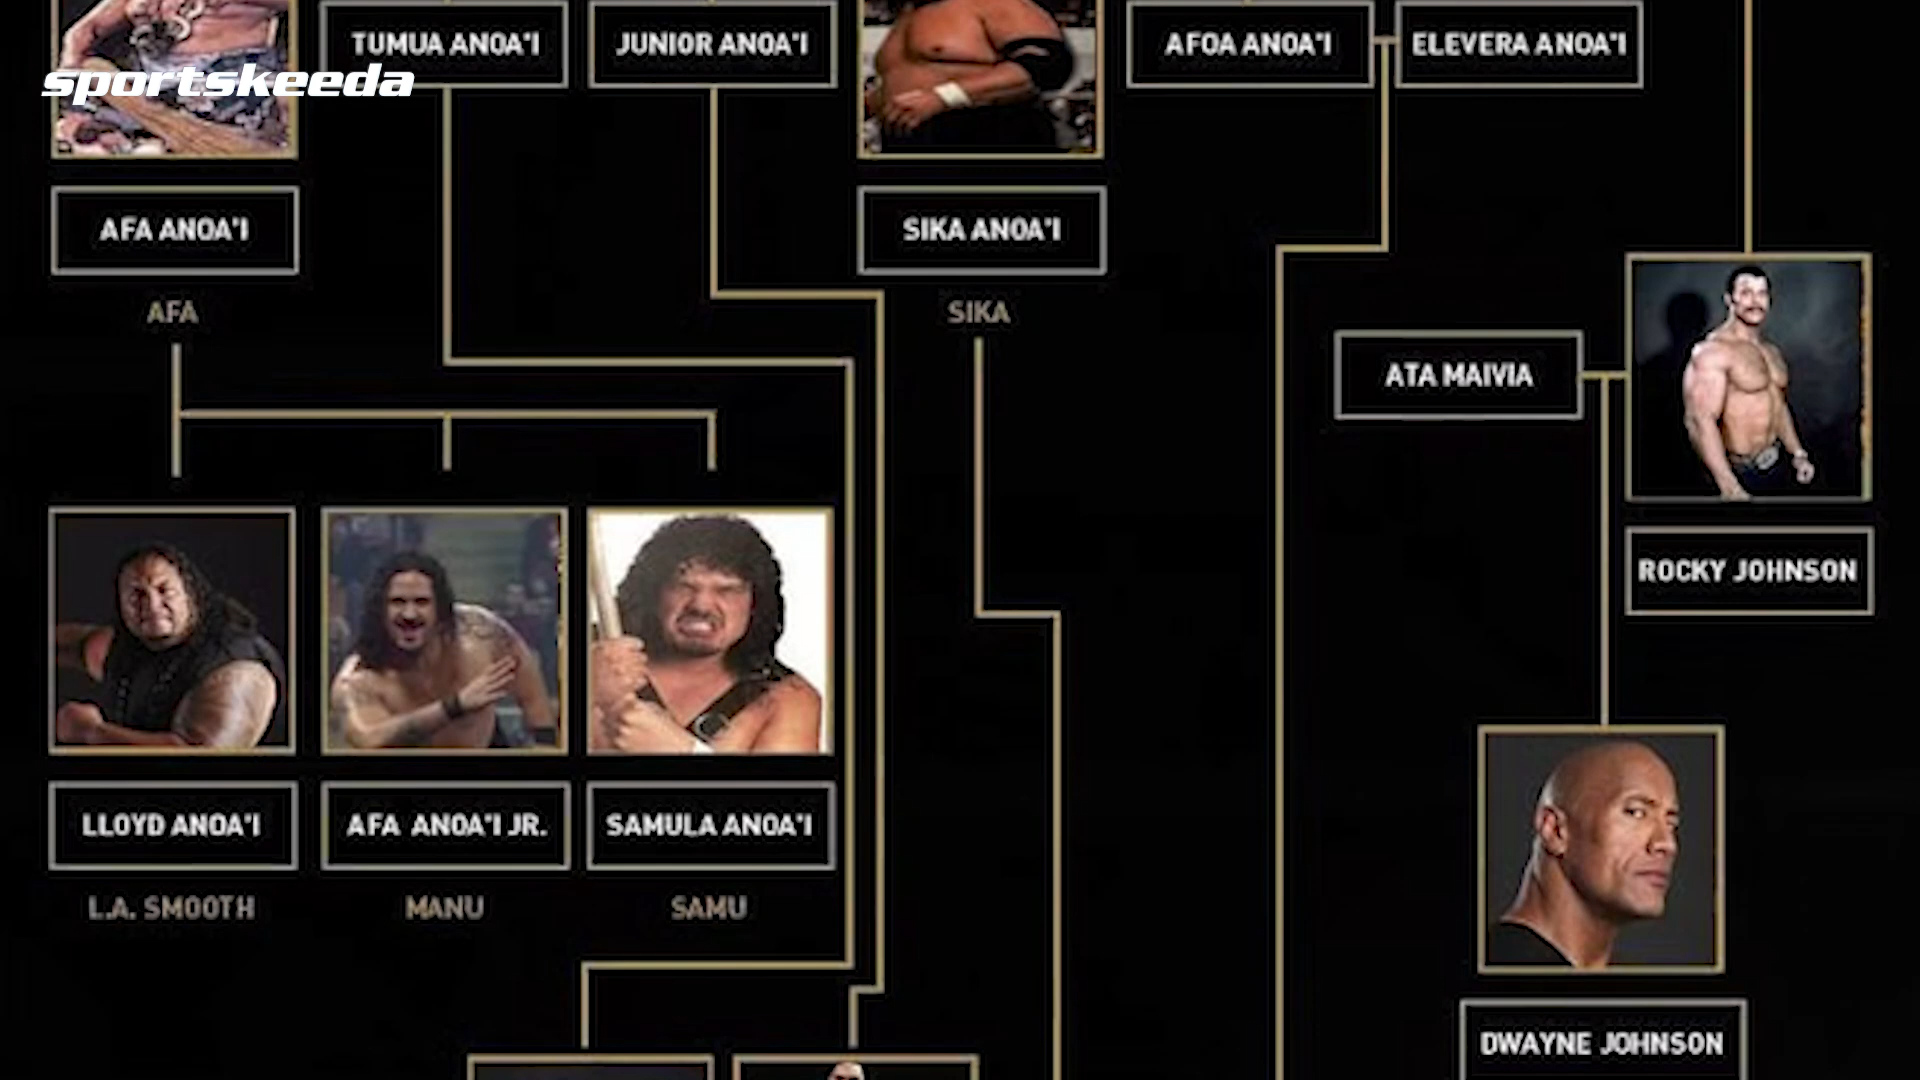 TUMUA ANOA'I
JUNIOR ANOA'I
AFOA ANOA'I
ELEVERA ANOA'I
sportskeeda
AFA ANOA'I
SIKA ANOA'I
AFA
SIKA
ATA MAIVIA
ROCKY JOHNSON
LLOYD ANOA'I
AFA ANOA'I JR.
SAMULA ANOA'I
L.A. SMOOTH
MANU
SAMU
DWAYNE JOHNSON